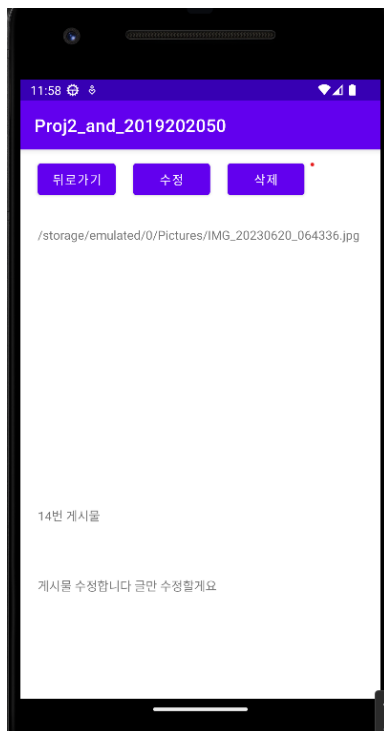 11:58
Proj2_and_2019202050
뒤로가기 수정 삭제
/storage/emulated/0/Pictures/IMG_20230620_064336.jpg
14번 게시물
게시물 수정합니다 글만 수정할게요